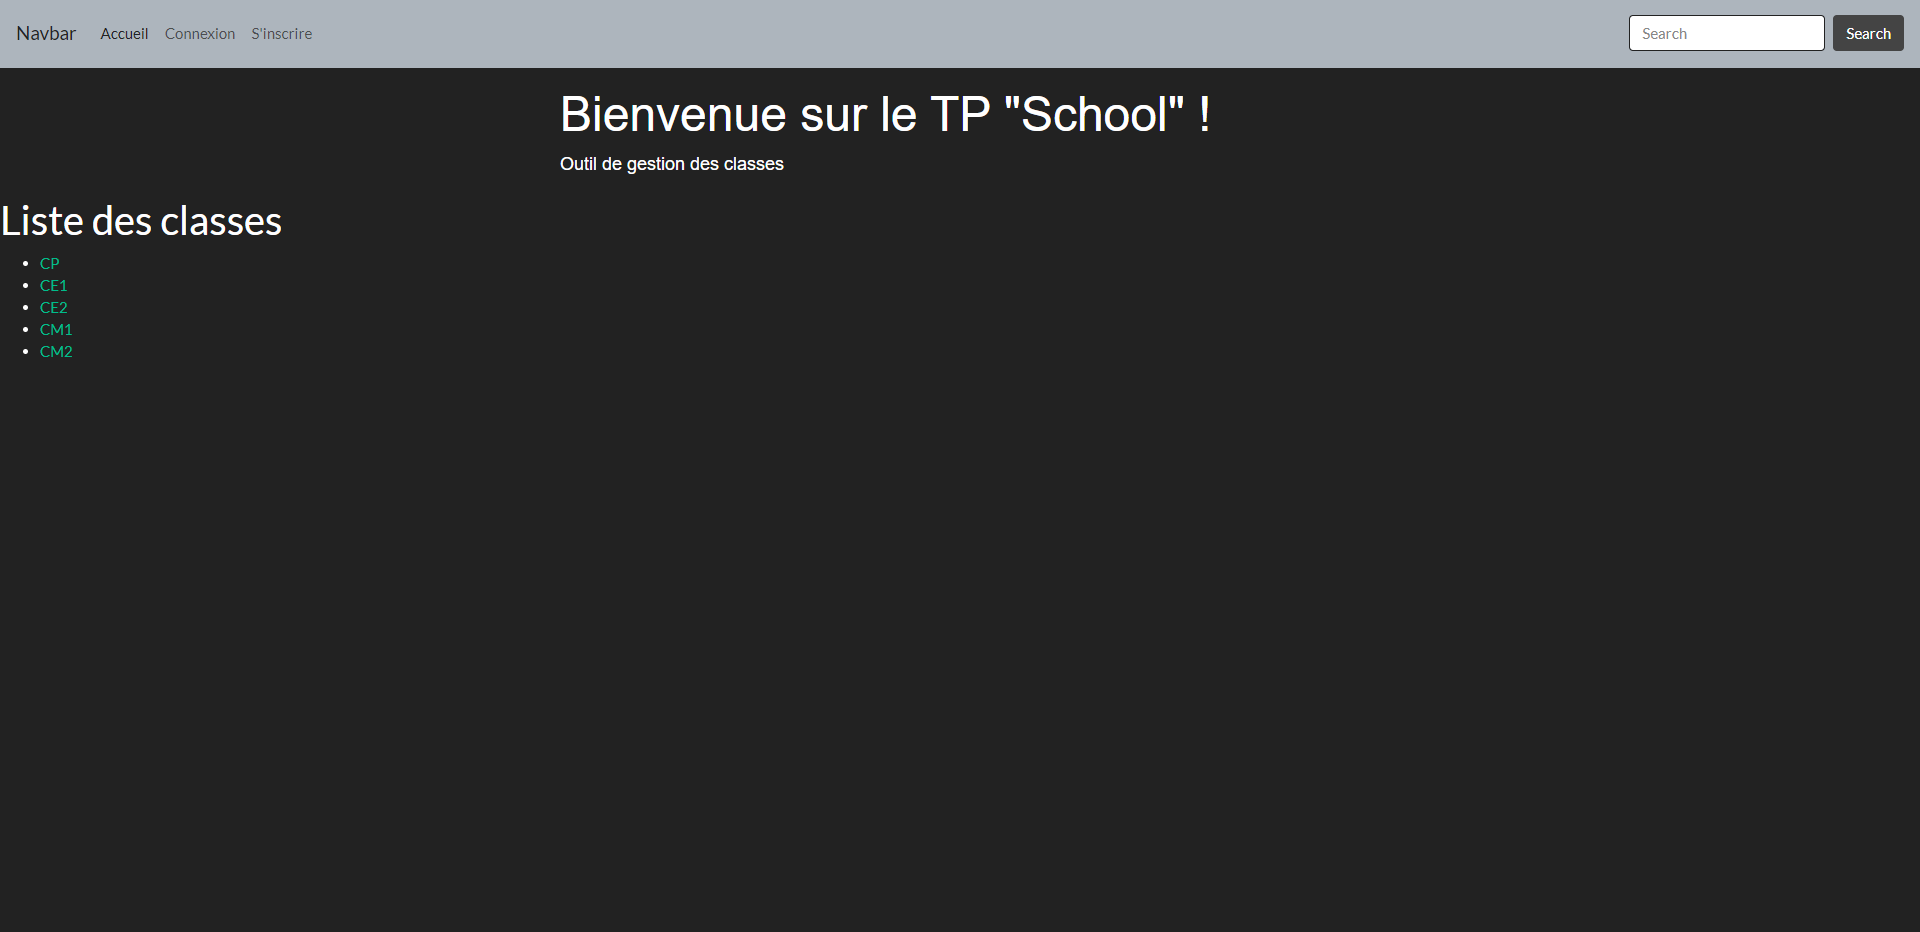 Navbar Accueil Connexion S'inscrire Search Search
Bienvenue sur le TP "School" !
Outil de gestion des classes
Liste des classes
CP
CE1
CE2
CM1
CM2